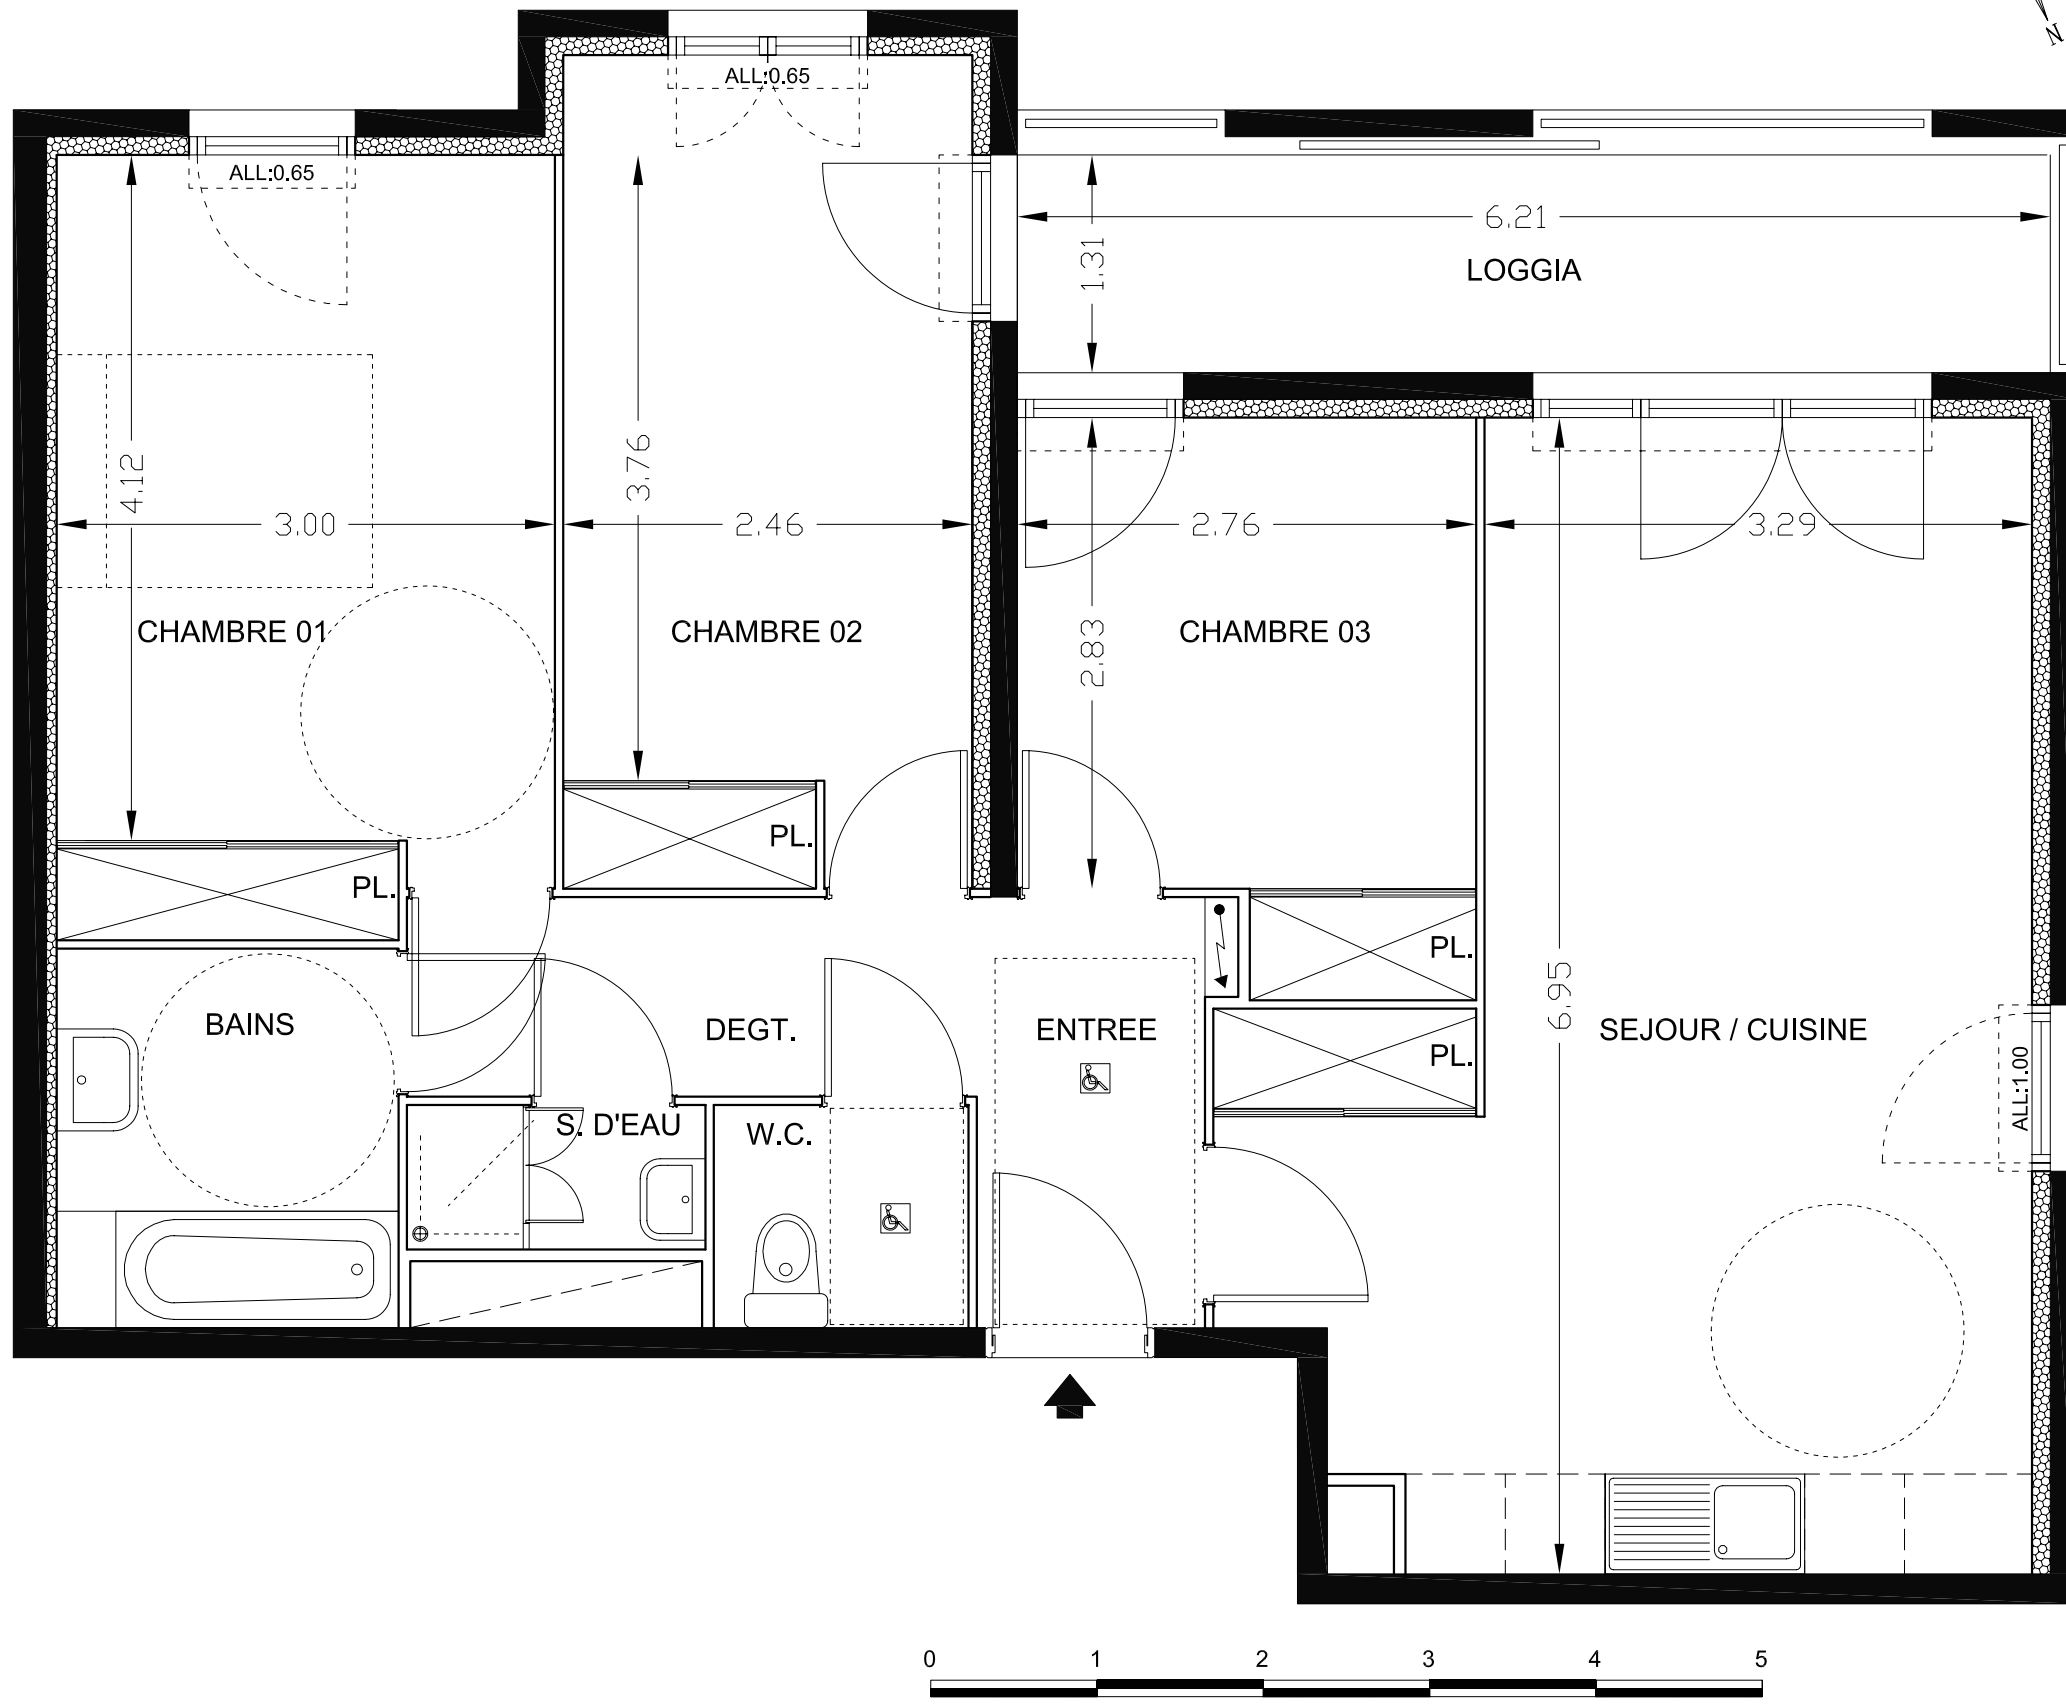 N
ALL:0.65
ALL:0.65
6.21
LOGGIA
1.31
4.12
3.76
3.00
2.46
2.76
3.29
CHAMBRE 01
CHAMBRE 02
2.83
CHAMBRE 03
PL.
PL.
PL.
PL.
6.95
BAINS
DEGT.
ENTREE
SEJOUR / CUISINE
ALL:1.00
S. D'EAU
W.C.
0 1 2 3 4 5